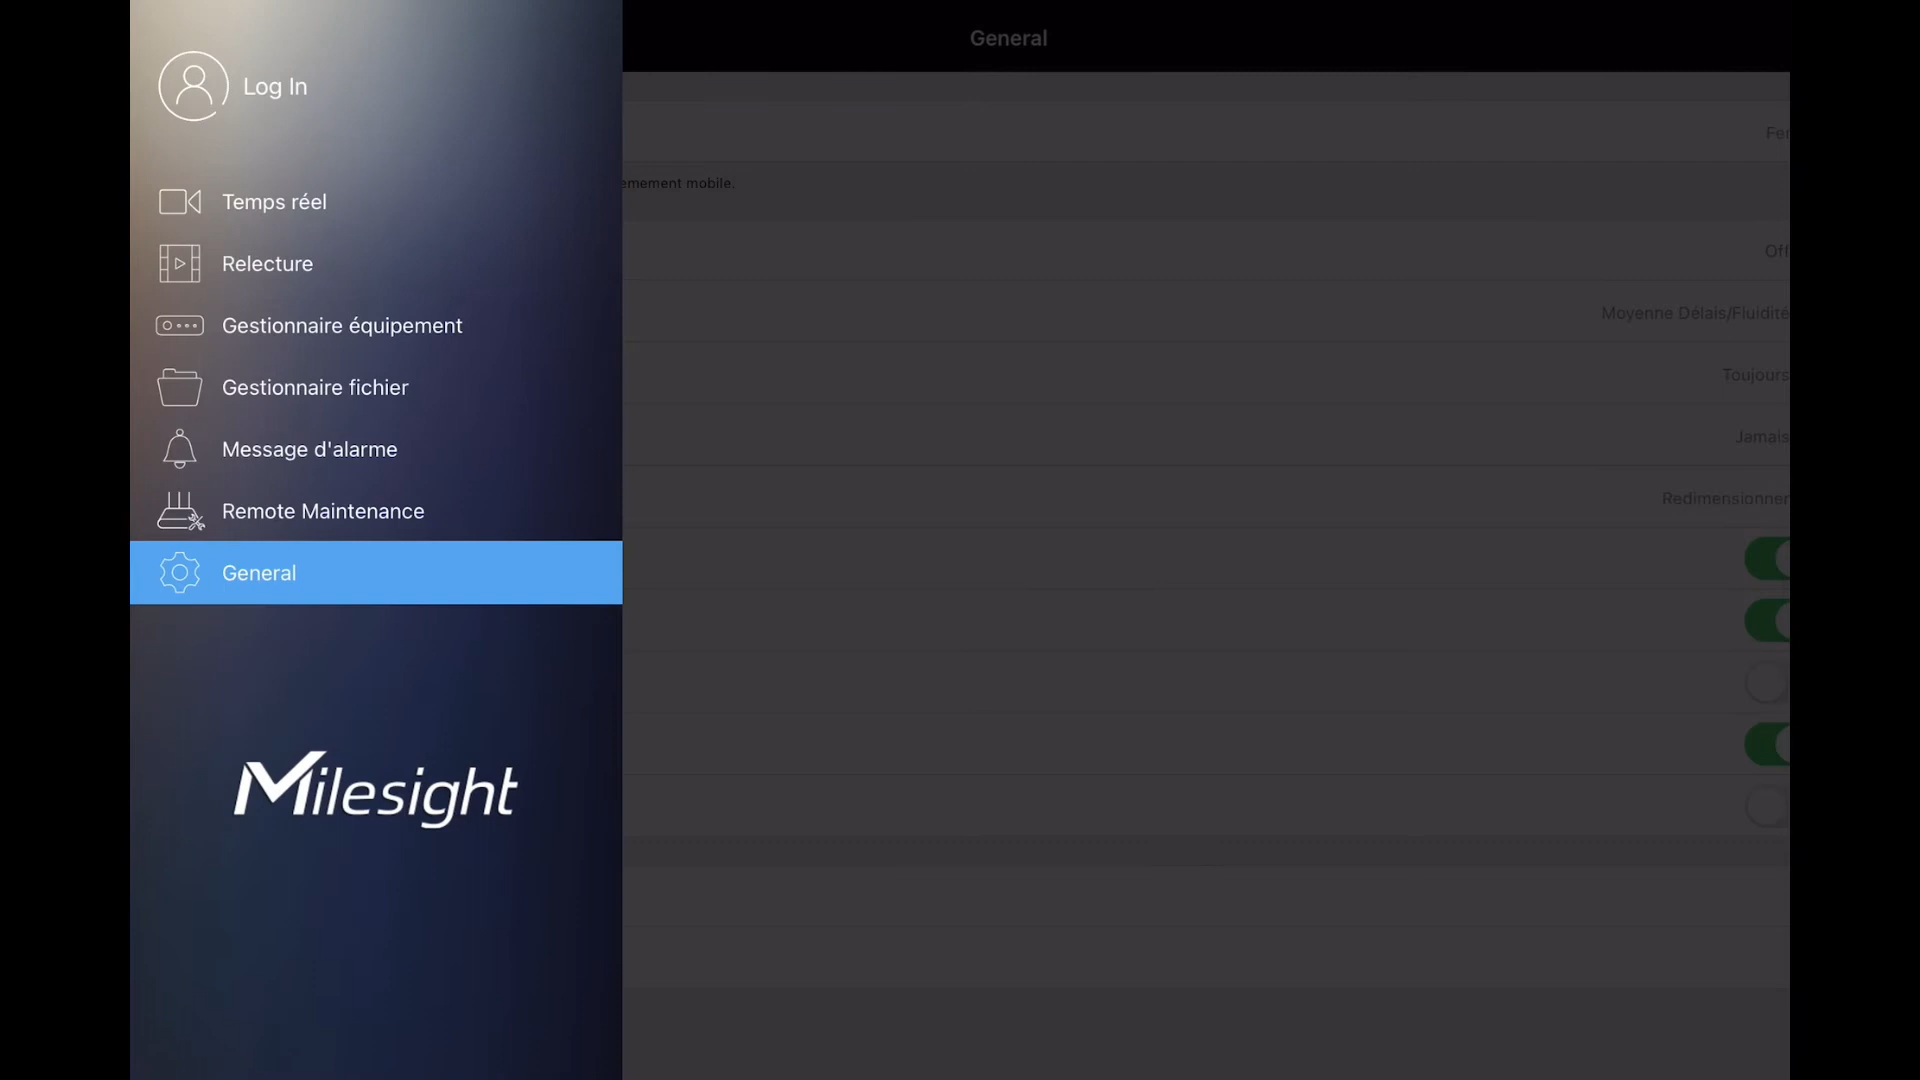 General
Log In
Temps réel
Relecture
Gestionnaire équipement
Gestionnaire fichier
Message d'alarme
Remote Maintenance
General
Milesight
mobile.
Off
Moyenne Délais/Fluidité
Toujours
Jamais
Redimensionner